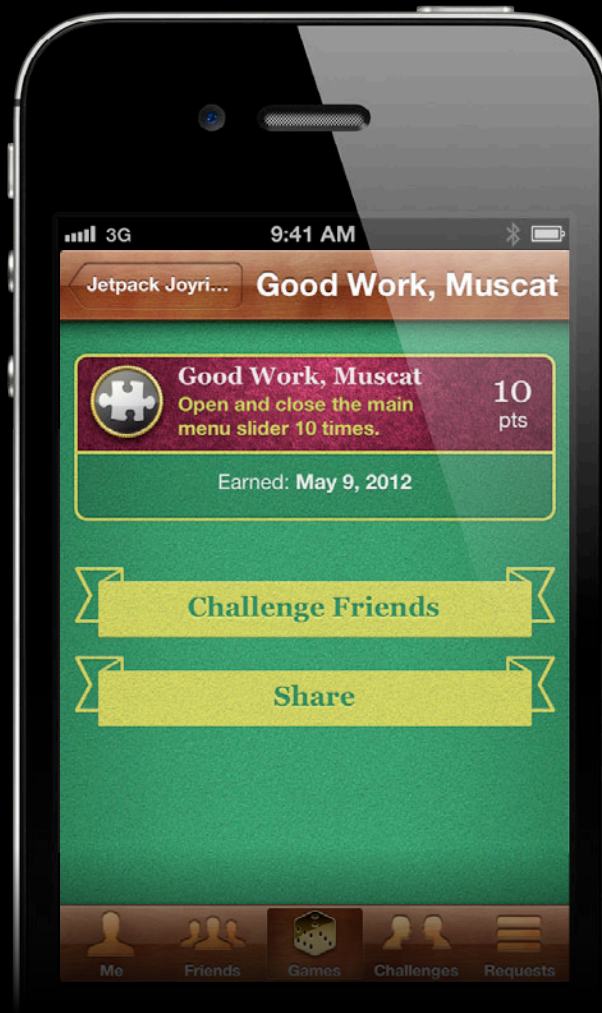 3G 9:41 AM
Jetpack Joyri... Good Work, Muscat
Good Work, Muscat
Open and close the main
menu slider 10 times.
10
pts
Earned: May 9, 2012
Challenge Friends
Share
Me Friends Games Challenges Requests